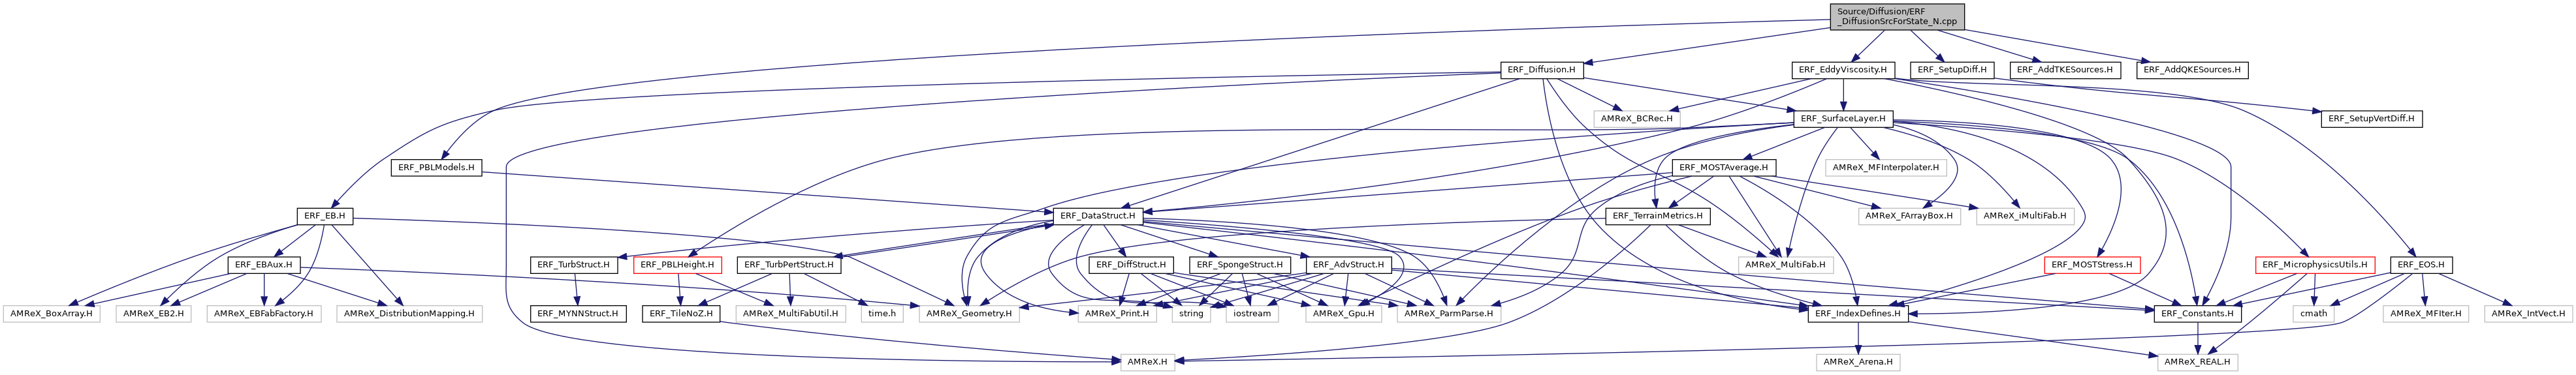 Source/Diffusion/ERF
_DiffusionSrcForState_N.cpp
ERF_Diffusion.H
ERF_EddyViscosity.H
ERF_SetupDiff.H
ERF_AddTKESources.H
ERF_AddQKESources.H
AMReX_BCRec.H
ERF_SurfaceLayer.H
ERF_SetupVertDiff.H
ERF_PBLModels.H
ERF_MOSTAverage.H
AMReX_MFInterpolater.H
ERF_EB.H
ERF_DataStruct.H
ERF_TerrainMetrics.H
AMReX_FArrayBox.H
AMReX_iMultiFab.H
ERF_EBAux.H
ERF_TurbStruct.H
ERF_PBLHeight.H
ERF_TurbPertStruct.H
ERF_DiffStruct.H
ERF_SpongeStruct.H
ERF_AdvStruct.H
AMReX_MultiFab.H
ERF_MOSTStress.H
ERF_MicrophysicsUtils.H
ERF_EOS.H
AMReX_BoxArray.H
AMReX_EB2.H
AMReX_EBFabFactory.H
AMReX_DistributionMapping.H
ERF_MYNNStruct.H
ERF_TileNoZ.H
AMReX_MultiFabUtil.H
time.h
AMReX_Geometry.H
AMReX_Print.H
string
iostream
AMReX_Gpu.H
AMReX_ParmParse.H
ERF_IndexDefines.H
ERF_Constants.H
cmath
AMReX_MFIter.H
AMReX_IntVect.H
AMReX.H
AMReX_Arena.H
AMReX_REAL.H